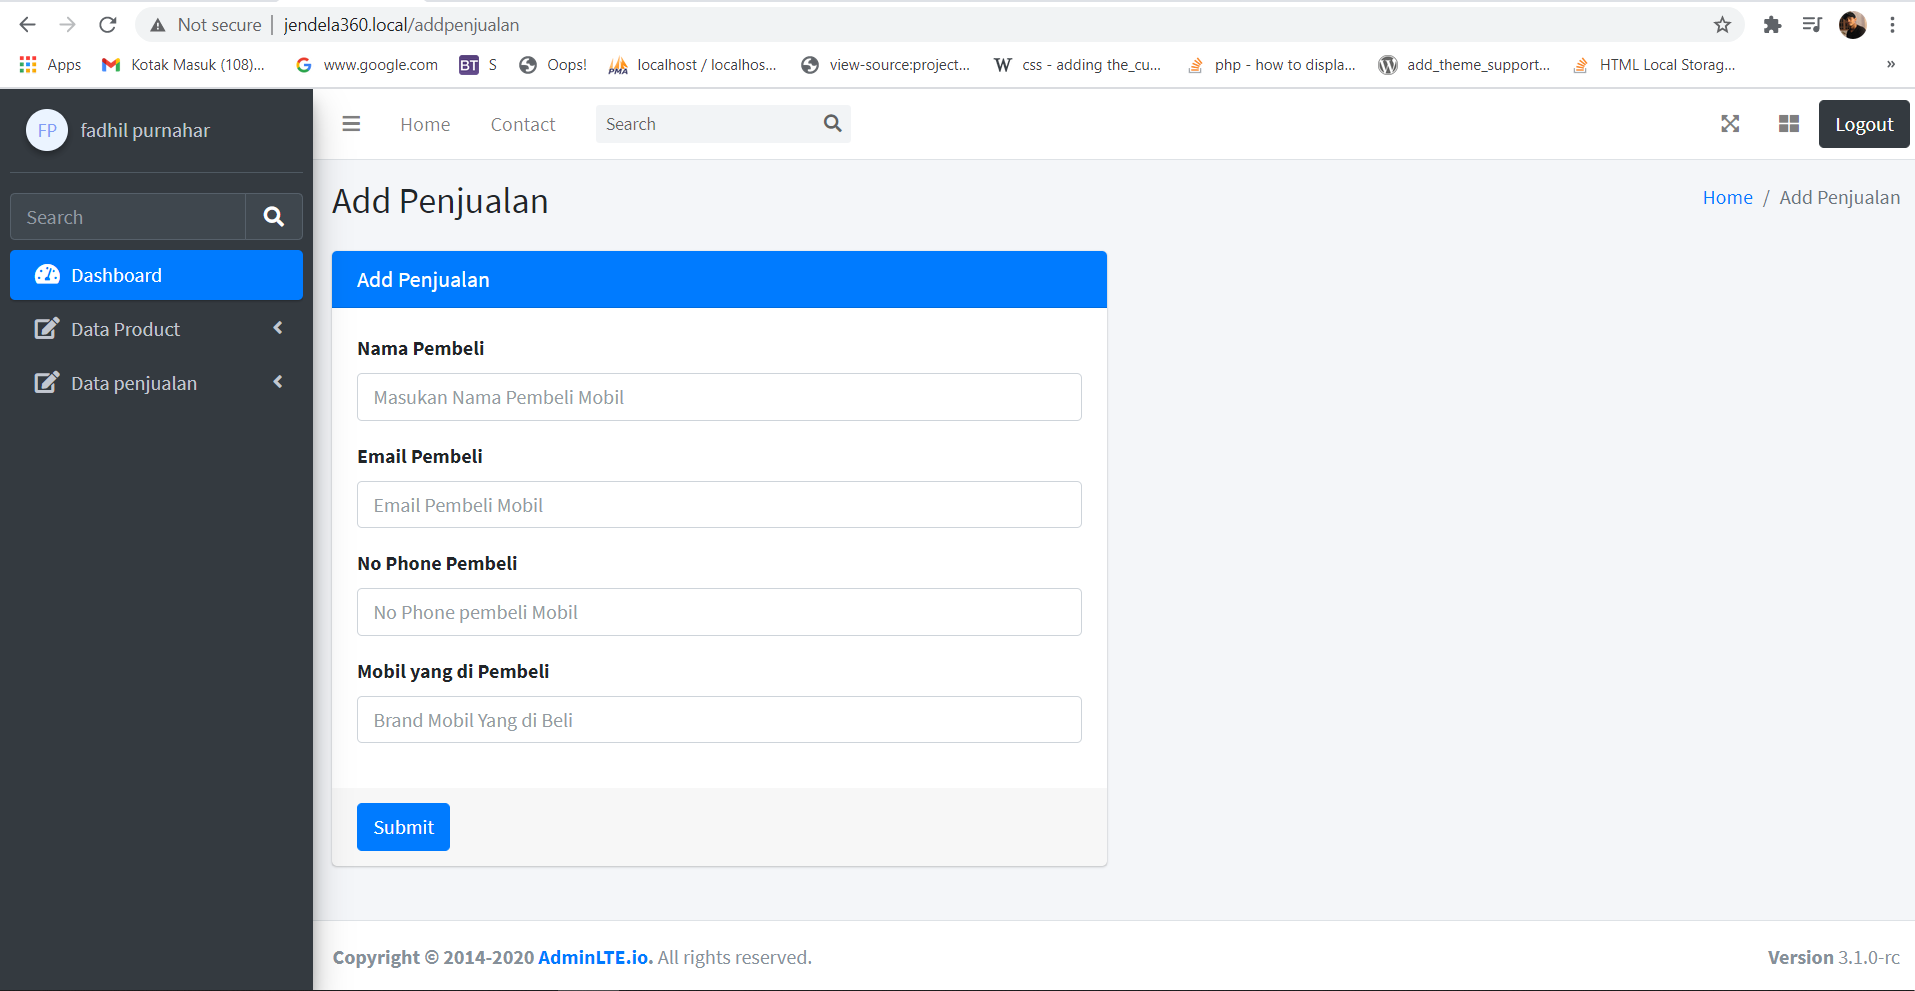 Not secure | jendela360.local/addpenjualan
Apps Kotak Masuk (108)... www.google.com BT S Oops! PMA localhost / localhos... view-source:project... W css - adding the_cu... php - how to displa... add_theme_support... HTML Local Storag... »
FP fadhil purnahar
Home Contact Search Logout
Add Penjualan
Home / Add Penjualan
Search
Dashboard
Data Product
Data penjualan
Add Penjualan
Nama Pembeli
Masukan Nama Pembeli Mobil
Email Pembeli
Email Pembeli Mobil
No Phone Pembeli
No Phone pembeli Mobil
Mobil yang di Pembeli
Brand Mobil Yang di Beli
Submit
Copyright © 2014-2020 AdminLTE.io. All rights reserved.
Version 3.1.0-rc